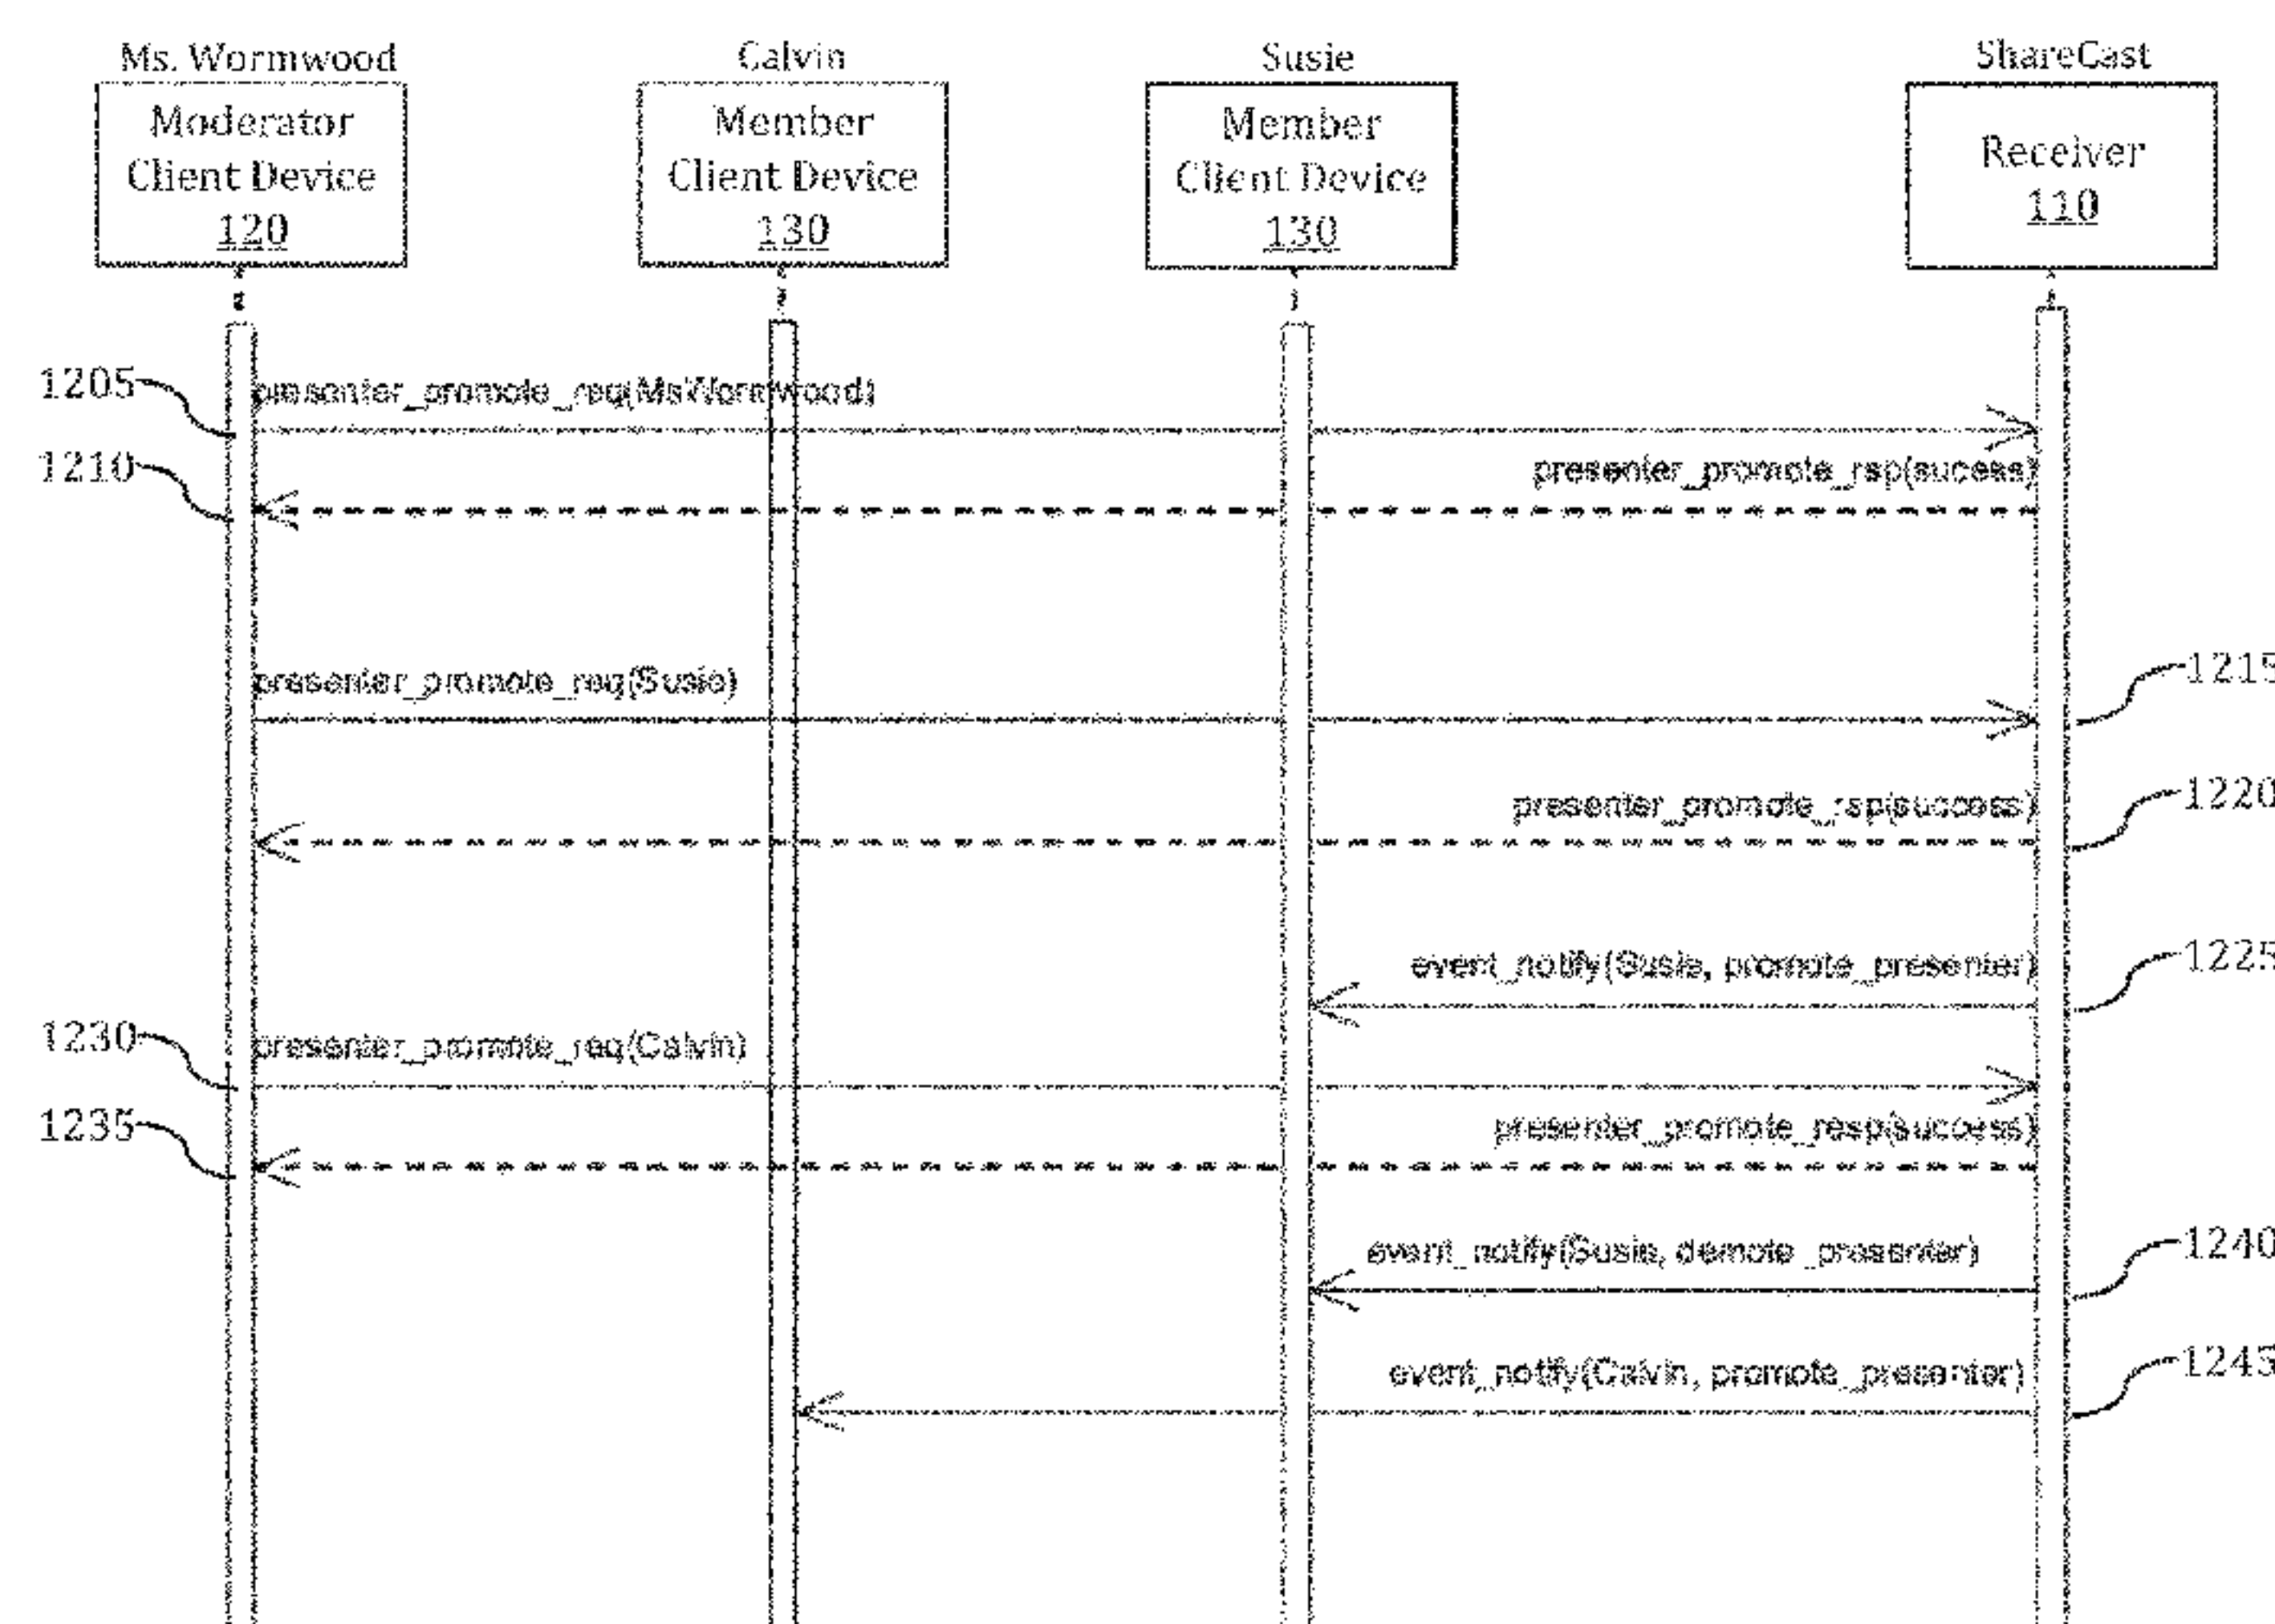 Ms. Wormwood
Calvin
Susie
ShareCast
Moderator
Client Device
120
Member
Client Device
130
Member
Client Device
130
Receiver
110
1205
presenter_promote_req(MsWormwood)
1210
presenter_promote_rsp(sucess)
presenter_promote_req(Susie)
1215
presenter_promote_rsp(success)
1220
event_notify(Susie, promote_presenter)
1225
1230
presenter_promote_req(Calvin)
1235
presenter_promote_resp(success)
event_notify(Susie, demote_presenter)
1240
event_notify(Calvin, promote_presenter)
1245